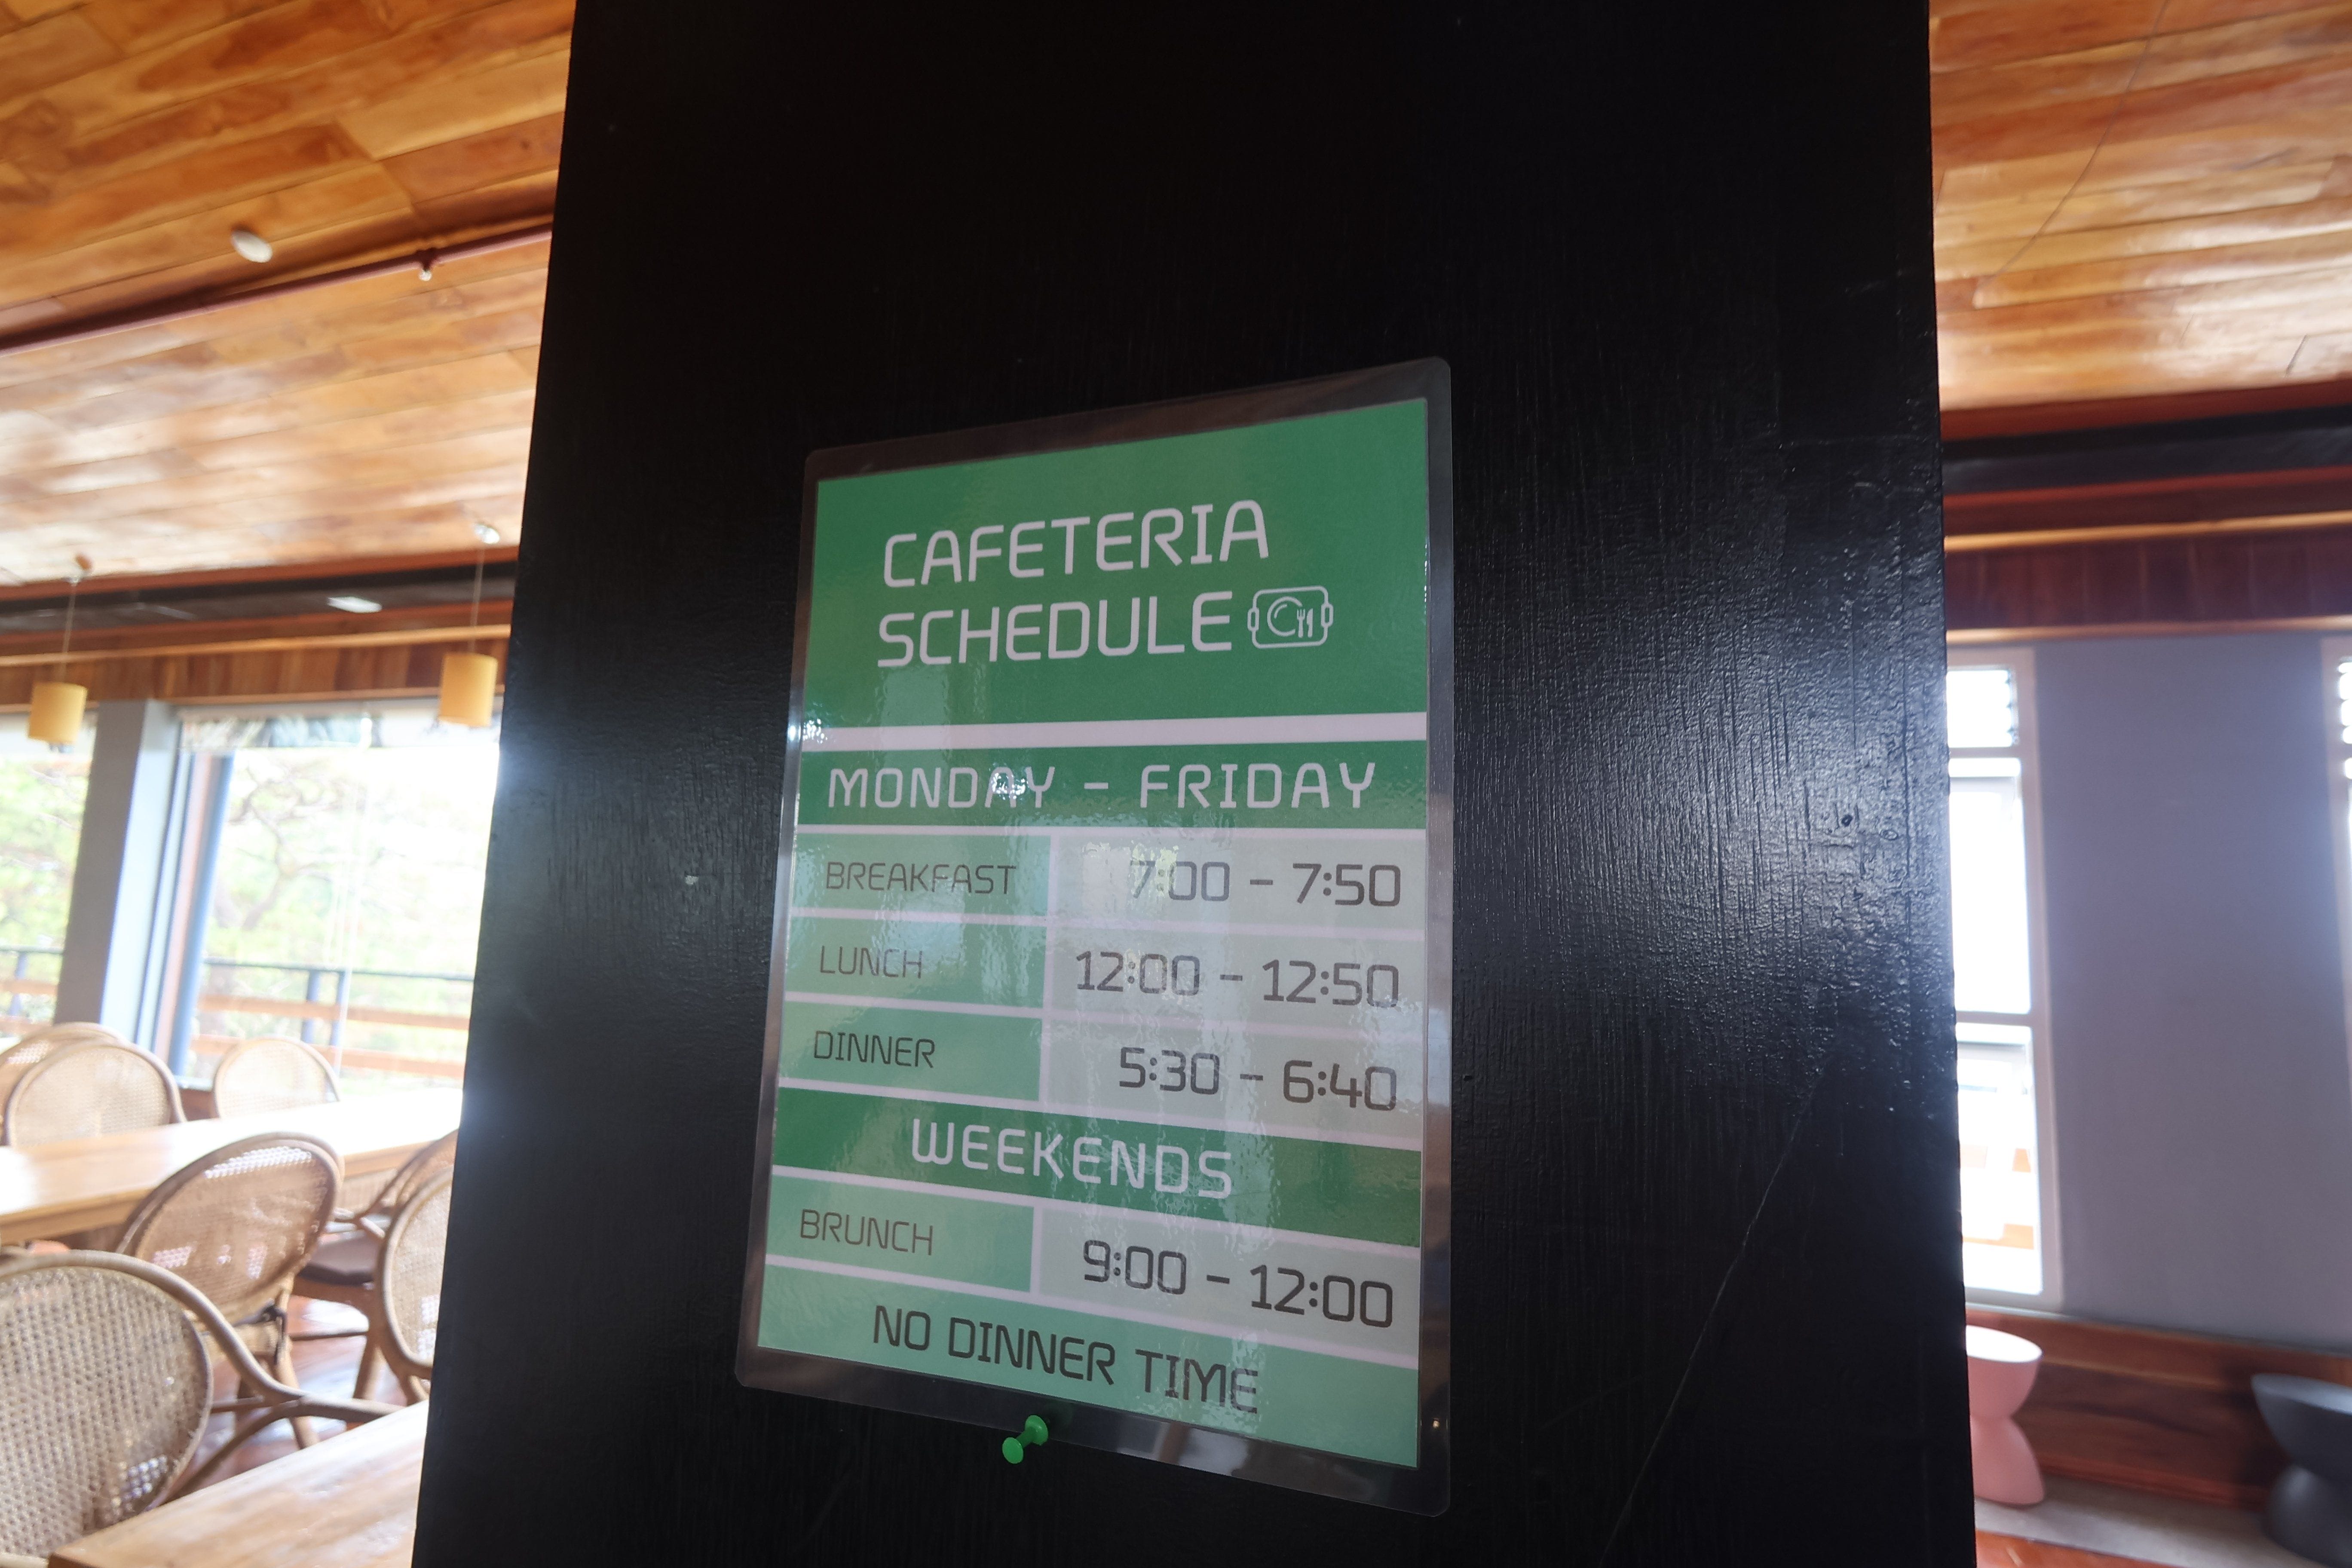 CAFETERIA
SCHEDULE
MONDAY - FRIDAY
BREAKFAST 7:00 - 7:50
LUNCH 12:00 - 12:50
DINNER 5:30 - 6:40
WEEKENDS
BRUNCH 9:00 - 12:00
NO DINNER TIME